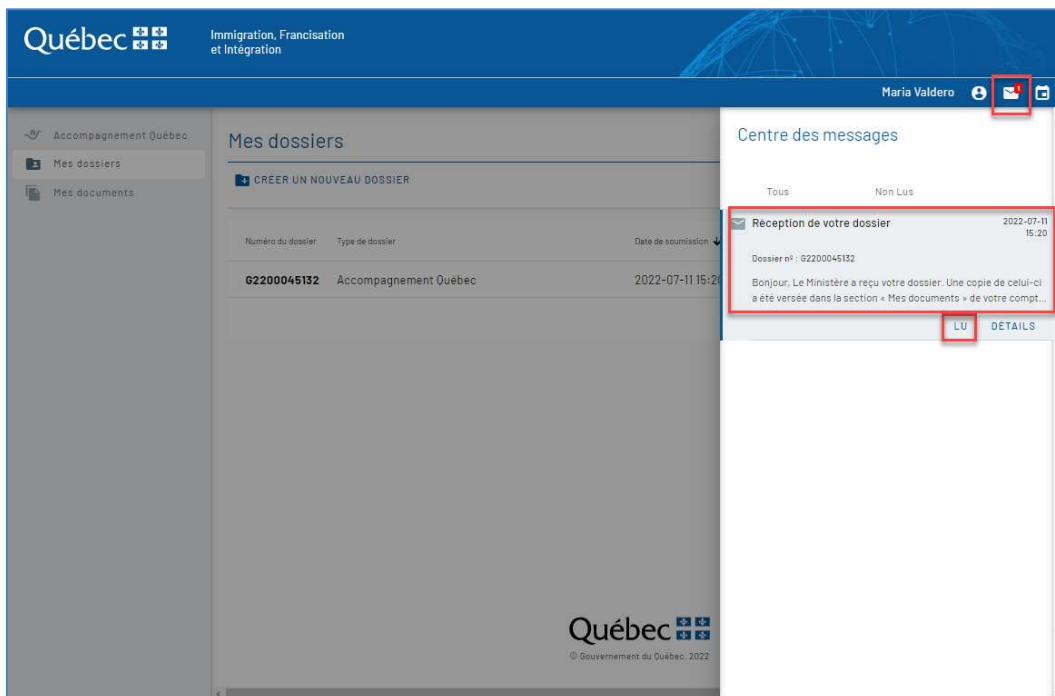 Québec
Immigration, Francisation
et Intégration
Maria Valdero
1
Accompagnement Québec
Mes dossiers
Mes documents
Mes dossiers
CRÉER UN NOUVEAU DOSSIER
Numéro du dossier Type de dossier Date de soumission
G2200045132 Accompagnement Québec 2022-07-11 15:20
Centre des messages
Tous Non Lus
Réception de votre dossier 2022-07-11
15:20
Dossier nº : G2200045132
Bonjour, Le Ministère a reçu votre dossier. Une copie de celui-ci
a été versée dans la section « Mes documents » de votre compt...
LU DÉTAILS
Québec
© Gouvernement du Québec, 2022